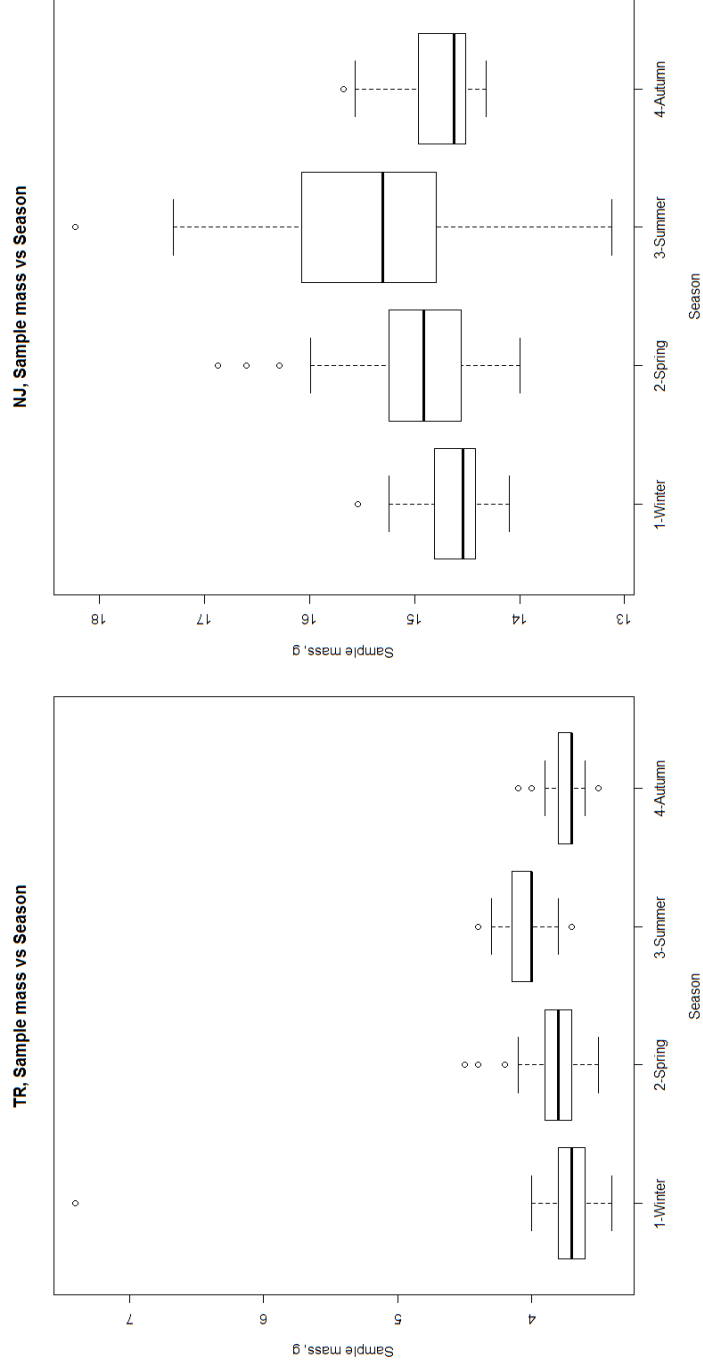 TR, Sample mass vs Season
Sample mass, g
7
6
5
4
1-Winter
2-Spring
3-Summer
4-Autumn
Season
NJ, Sample mass vs Season
Sample mass, g
18
17
16
15
14
13
1-Winter
2-Spring
3-Summer
4-Autumn
Season